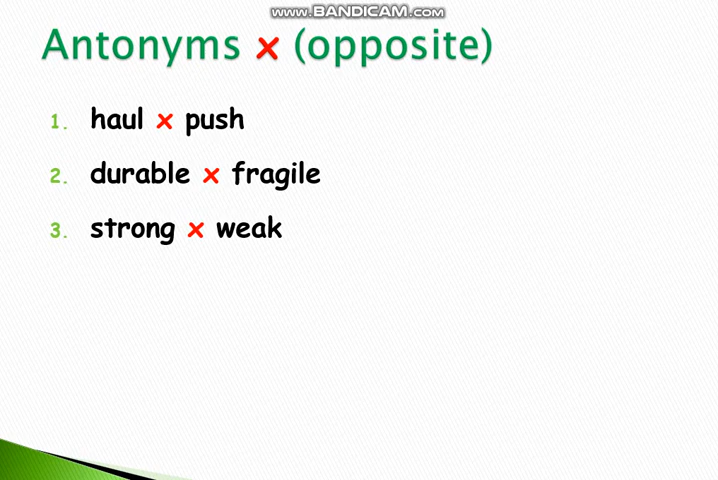 www.BANDICAM.com
Antonyms x (opposite)
1. haul x push
2. durable x fragile
3. strong x weak